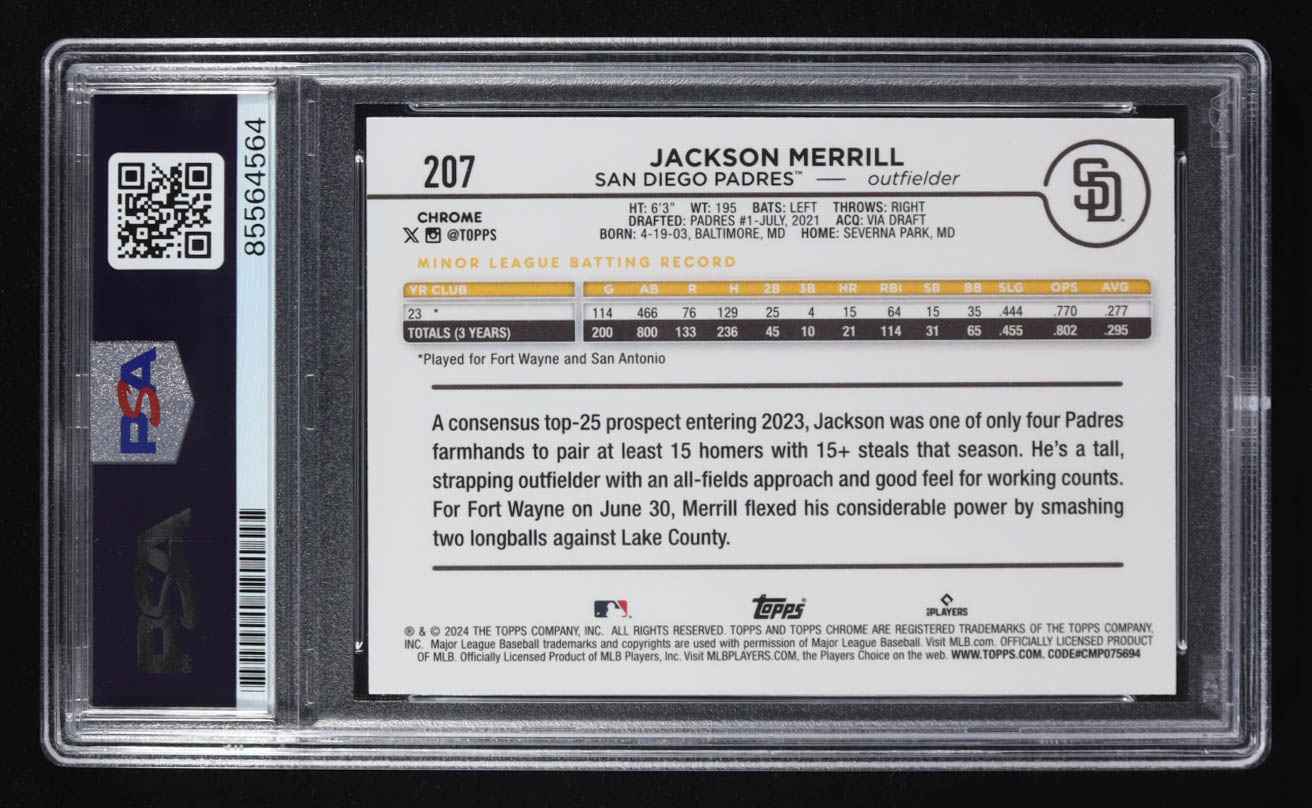 85564564
PSA
PSA
207
JACKSON MERRILL
SAN DIEGO PADRES™ — outfielder
SD
CHROME
@TOPPS
HT: 6'3" WT: 195 BATS: LEFT THROWS: RIGHT
DRAFTED: PADRES #1-JULY, 2021 ACQ: VIA DRAFT
BORN: 4-19-03, BALTIMORE, MD HOME: SEVERNA PARK, MD
MINOR LEAGUE BATTING RECORD
YR CLUB G AB R H 2B 3B HR RBI SB BB SLG OPS AVG
23 * 114 466 76 129 25 4 15 64 15 35 .444 .770 .277
TOTALS (3 YEARS) 200 800 133 236 45 10 21 114 31 65 .455 .802 .295
*Played for Fort Wayne and San Antonio
A consensus top-25 prospect entering 2023, Jackson was one of only four Padres
farmhands to pair at least 15 homers with 15+ steals that season. He's a tall,
strapping outfielder with an all-fields approach and good feel for working counts.
For Fort Wayne on June 30, Merrill flexed his considerable power by smashing
two longballs against Lake County.
Topps®
PLAYERS
® & © 2024 THE TOPPS COMPANY, INC. ALL RIGHTS RESERVED. TOPPS AND TOPPS CHROME ARE REGISTERED TRADEMARKS OF THE TOPPS COMPANY,
INC. Major League Baseball trademarks and copyrights are used with permission of Major League Baseball. Visit MLB.com. OFFICIALLY LICENSED PRODUCT
OF MLB. Officially Licensed Product of MLB Players, Inc. Visit MLBPLAYERS.COM, the Players Choice on the web. WWW.TOPPS.COM. CODE#CMP075694